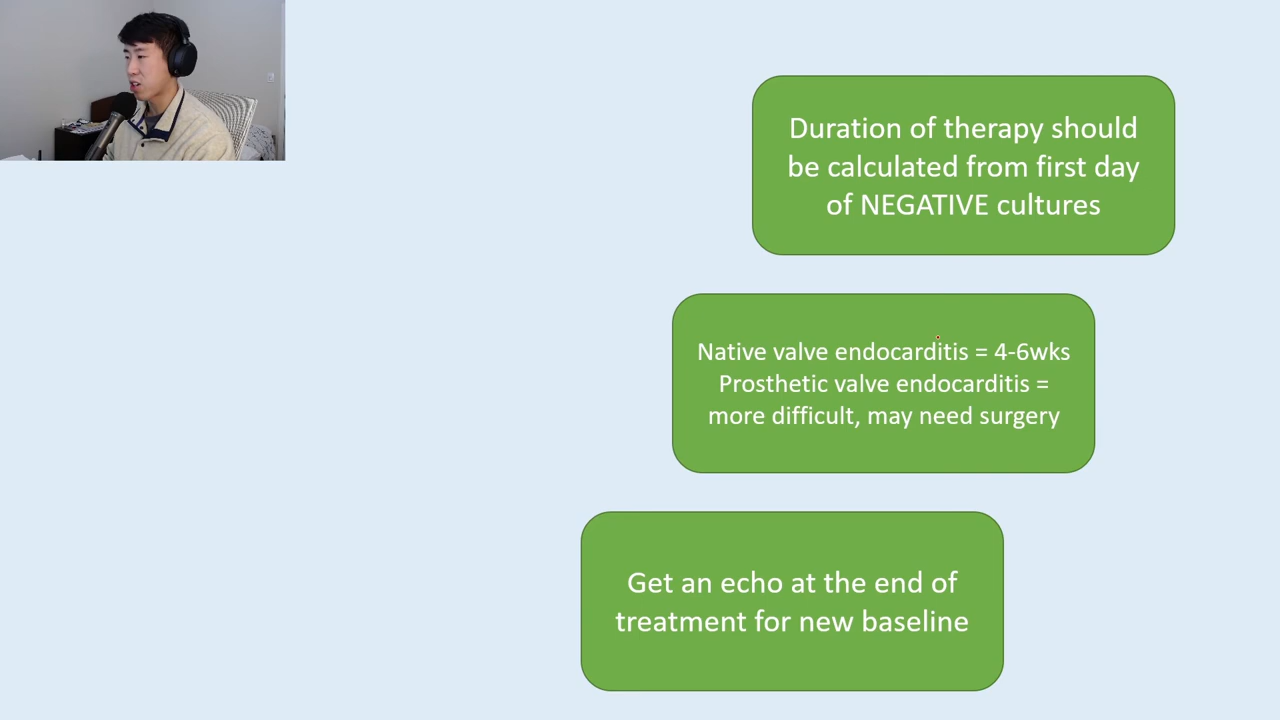 Duration of therapy should
be calculated from first day
of NEGATIVE cultures
Native valve endocarditis = 4-6wks
Prosthetic valve endocarditis =
more difficult, may need surgery
Get an echo at the end of
treatment for new baseline